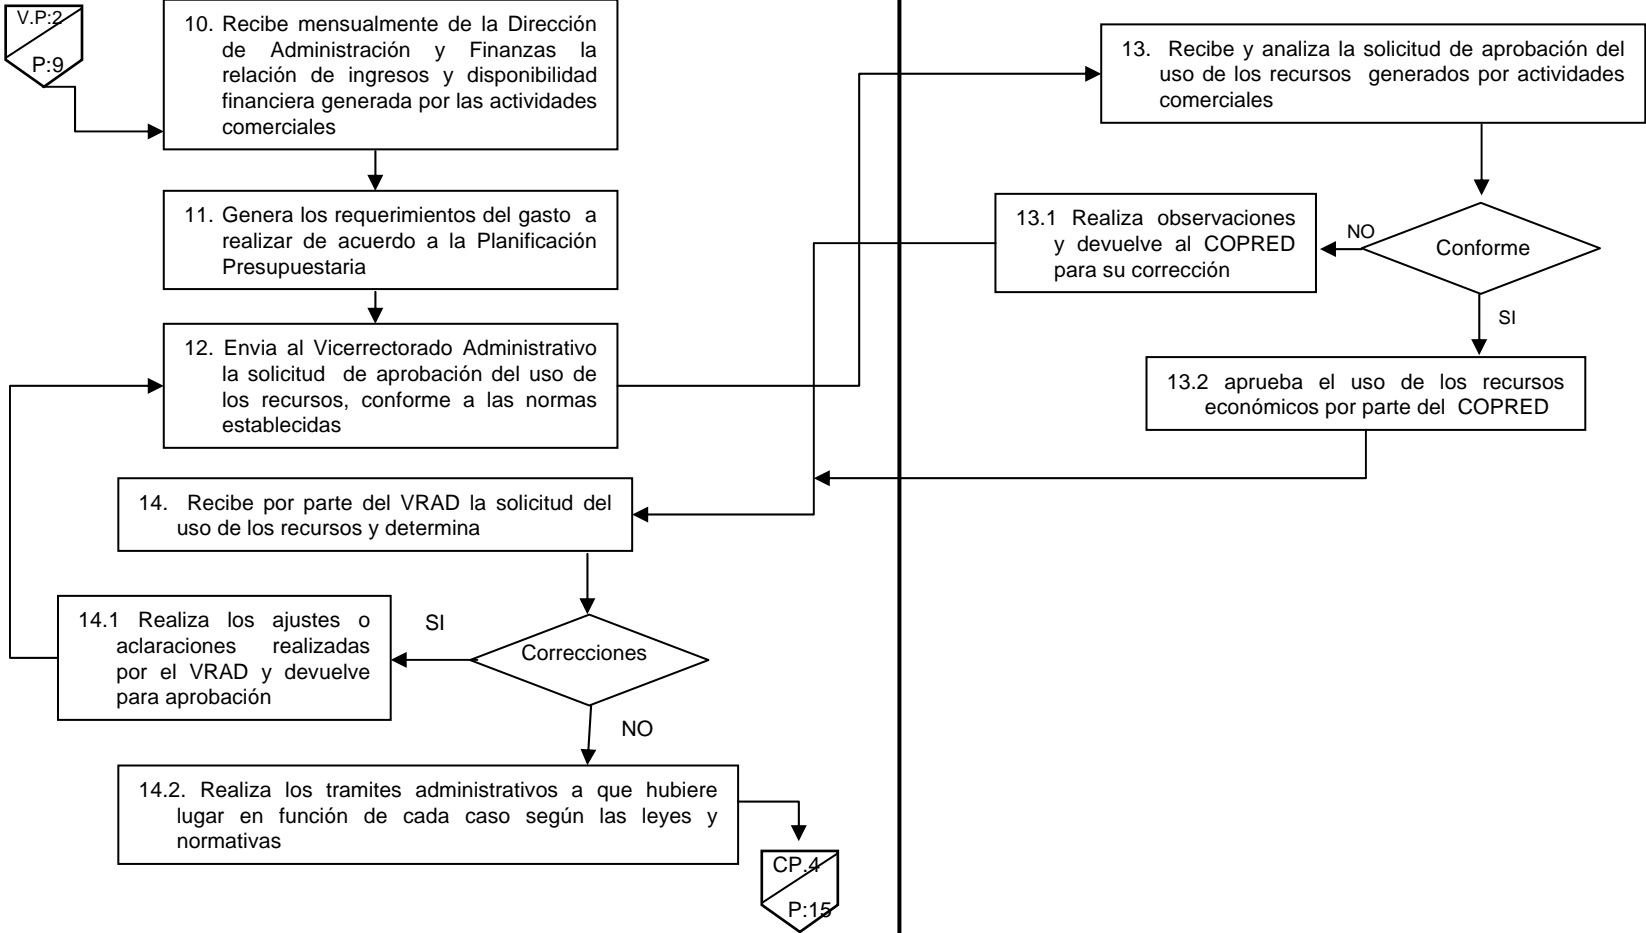 V.P:2
P:9
10. Recibe mensualmente de la Dirección
de Administración y Finanzas la
relación de ingresos y disponibilidad
financiera generada por las actividades
comerciales
11. Genera los requerimientos del gasto a
realizar de acuerdo a la Planificación
Presupuestaria
12. Envia al Vicerrectorado Administrativo
la solicitud de aprobación del uso de
los recursos, conforme a las normas
establecidas
13. Recibe y analiza la solicitud de aprobación del
uso de los recursos generados por actividades
comerciales
Conforme
NO
13.1 Realiza observaciones
y devuelve al COPRED
para su corrección
SI
13.2 aprueba el uso de los recursos
económicos por parte del COPRED
14. Recibe por parte del VRAD la solicitud del
uso de los recursos y determina
Correcciones
SI
14.1 Realiza los ajustes o
aclaraciones realizadas
por el VRAD y devuelve
para aprobación
NO
14.2. Realiza los tramites administrativos a que hubiere
lugar en función de cada caso según las leyes y
normativas
CP.4
P:15